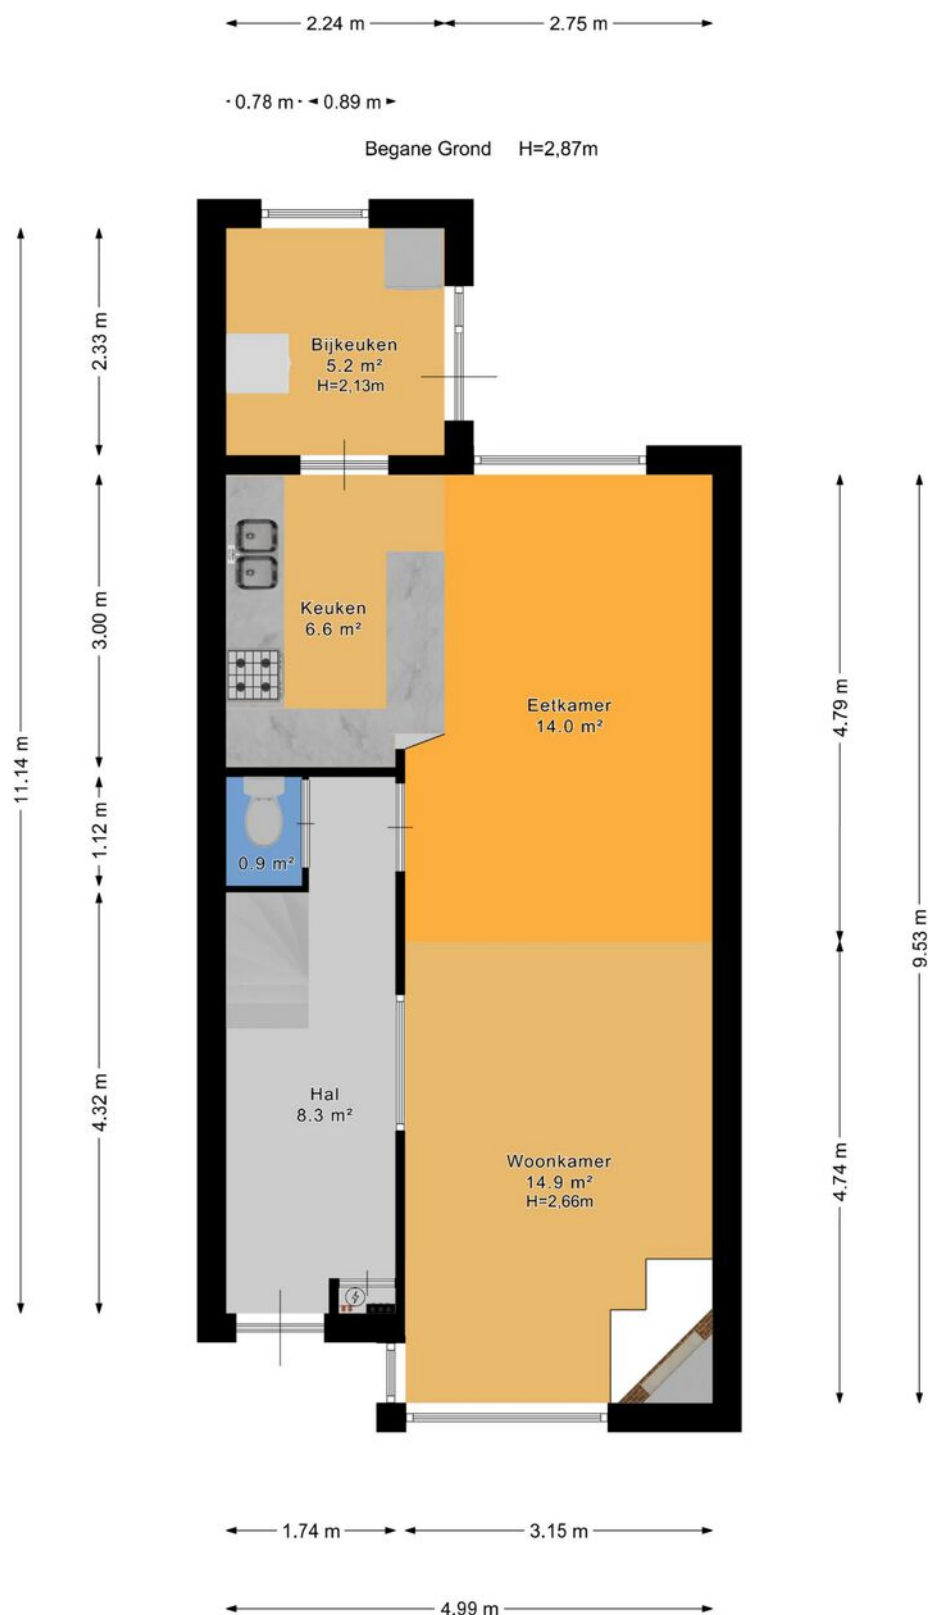 2.24 m
2.75 m
0.78 m
0.89 m
Begane Grond H=2,87m
2.33 m
Bijkeuken
5.2 m²
H=2,13m
3.00 m
Keuken
6.6 m²
Eetkamer
14.0 m²
4.79 m
11.14 m
1.12 m
0.9 m²
9.53 m
4.32 m
Hal
8.3 m²
Woonkamer
14.9 m²
H=2,66m
4.74 m
1.74 m
3.15 m
4.99 m